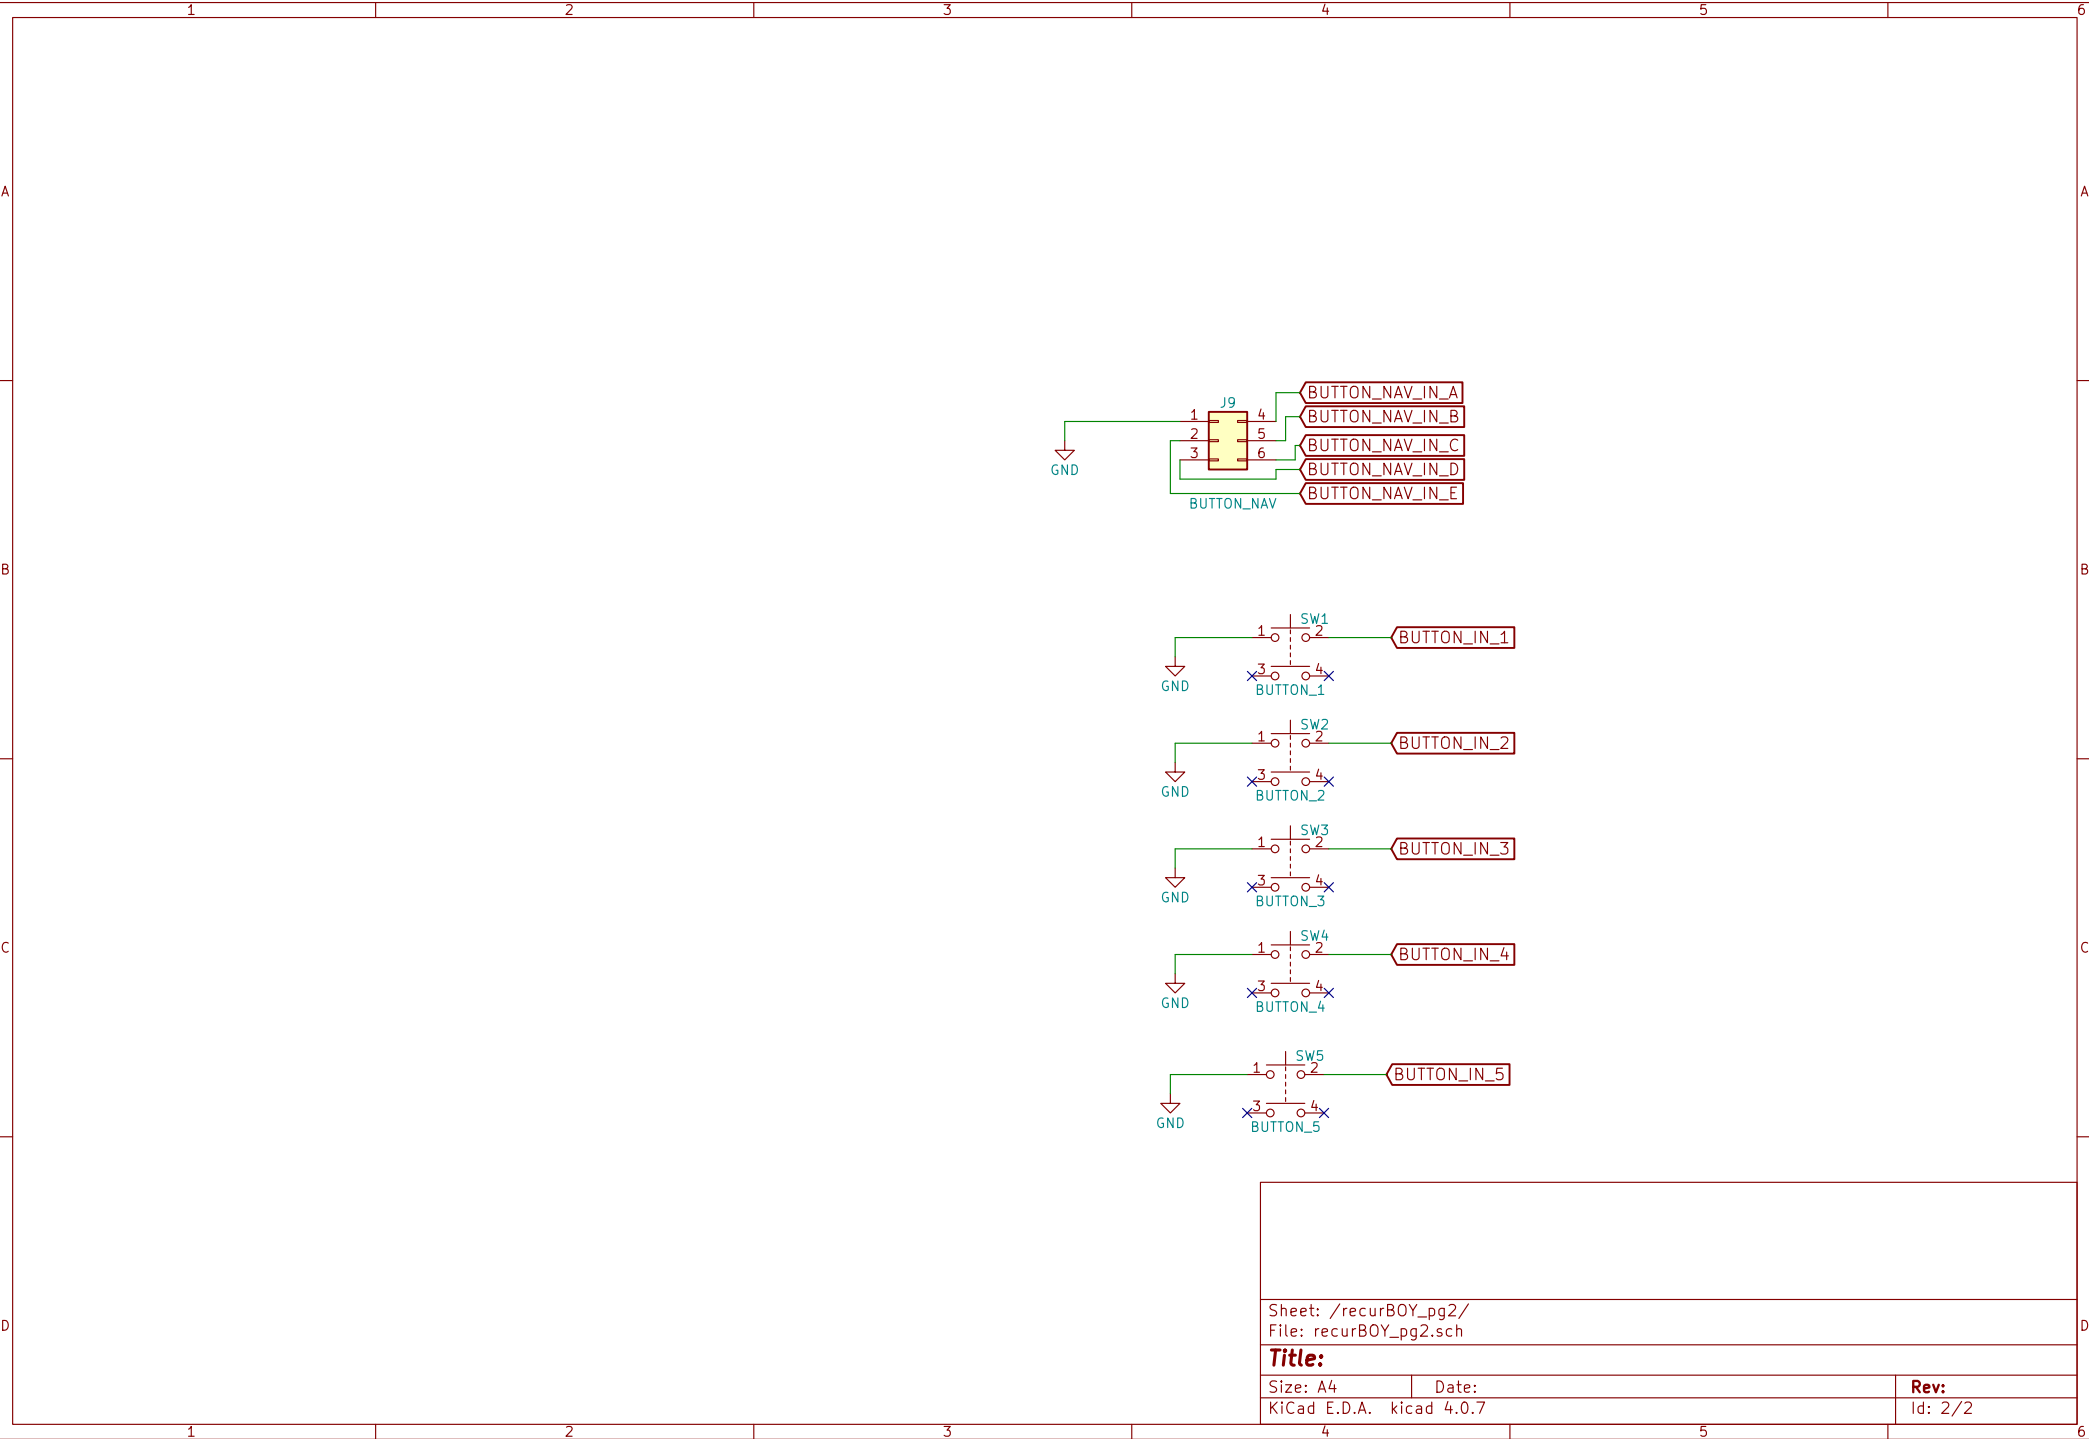 1 2 3 4 5 6
A A
J9
BUTTON_NAV_IN_A
1 4
BUTTON_NAV_IN_B
2 5
BUTTON_NAV_IN_C
3 6
GND
BUTTON_NAV_IN_D
BUTTON_NAV_IN_E
BUTTON_NAV
B B
SW1
1 2 BUTTON_IN_1
3 4
GND BUTTON_1
SW2
1 2 BUTTON_IN_2
3 4
GND BUTTON_2
SW3
1 2 BUTTON_IN_3
3 4
GND BUTTON_3
SW4
1 2 BUTTON_IN_4
C C
3 4
GND BUTTON_4
SW5
1 2 BUTTON_IN_5
3 4
GND BUTTON_5
Sheet: /recurBOY_pg2/
D D
File: recurBOY_pg2.sch
Title:
Size: A4 Date: Rev:
KiCad E.D.A. kicad 4.0.7 Id: 2/2
1 2 3 4 5 6